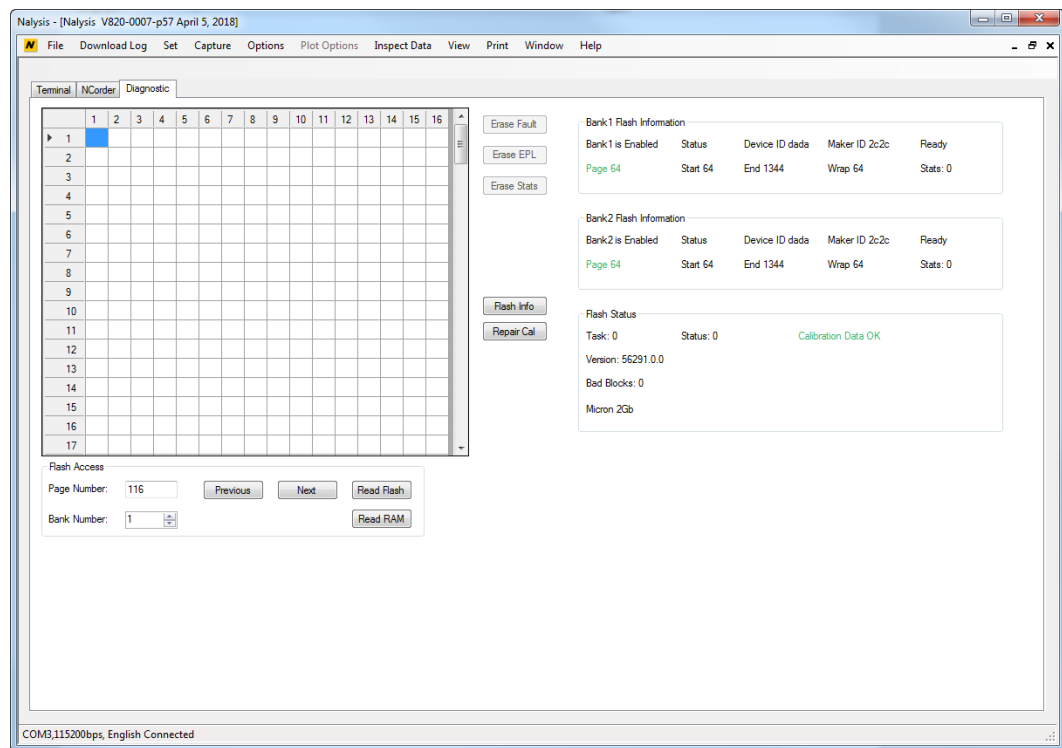 Nalysis - [Nalysis V820-0007-p57 April 5, 2018]
N File Download Log Set Capture Options Plot Options Inspect Data View Print Window Help
Terminal NCorder Diagnostic
1 2 3 4 5 6 7 8 9 10 11 12 13 14 15 16
1
2
3
4
5
6
7
8
9
10
11
12
13
14
15
16
17
Erase Fault
Erase EPL
Erase Stats
Flash Info
Repair Cal
Bank1 Flash Information
Bank1 is Enabled Status Device ID dada Maker ID 2c2c Ready
Page 64 Start 64 End 1344 Wrap 64 Stats: 0
Bank2 Flash Information
Bank2 is Enabled Status Device ID dada Maker ID 2c2c Ready
Page 64 Start 64 End 1344 Wrap 64 Stats: 0
Flash Status
Task: 0 Status: 0 Calibration Data OK
Version: 56291.0.0
Bad Blocks: 0
Micron 2Gb
Flash Access
Page Number: 116 Previous Next Read Flash
Bank Number: 1 Read RAM
COM3,115200bps, English Connected